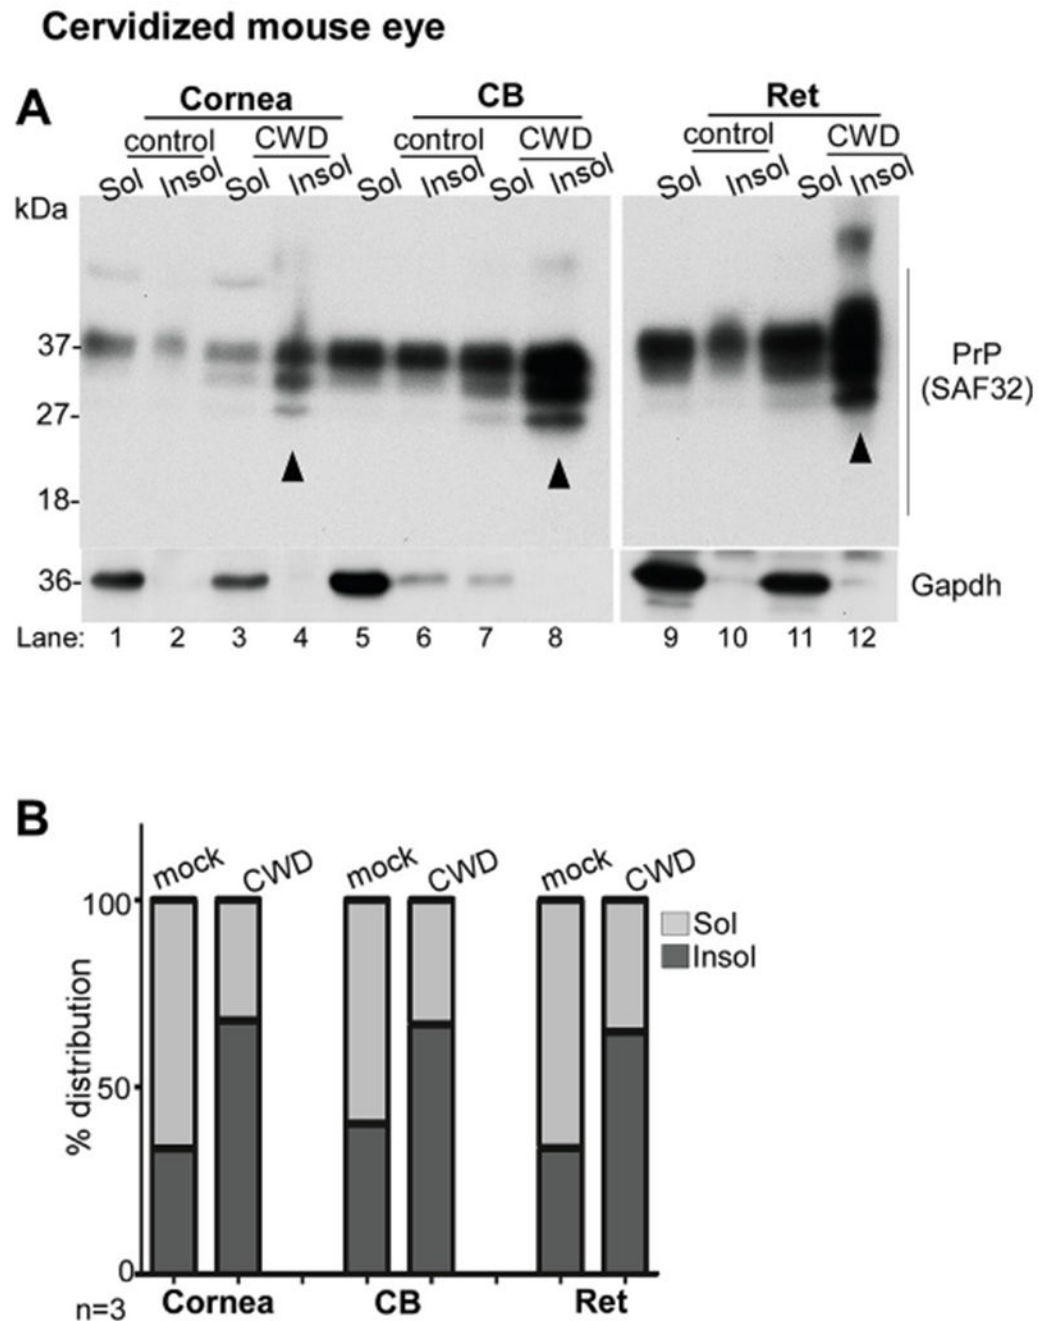 Cervidized mouse eye
A
Cornea CB Ret
control CWD control CWD control CWD
Sol Insol Sol Insol Sol Insol Sol Insol Sol Insol Sol Insol
kDa
37-
27-
18-
PrP
(SAF32)
36-
Gapdh
Lane: 1 2 3 4 5 6 7 8 9 10 11 12
B
mock CWD mock CWD mock CWD
100
50
0
% distribution
Sol
Insol
n=3
Cornea CB Ret